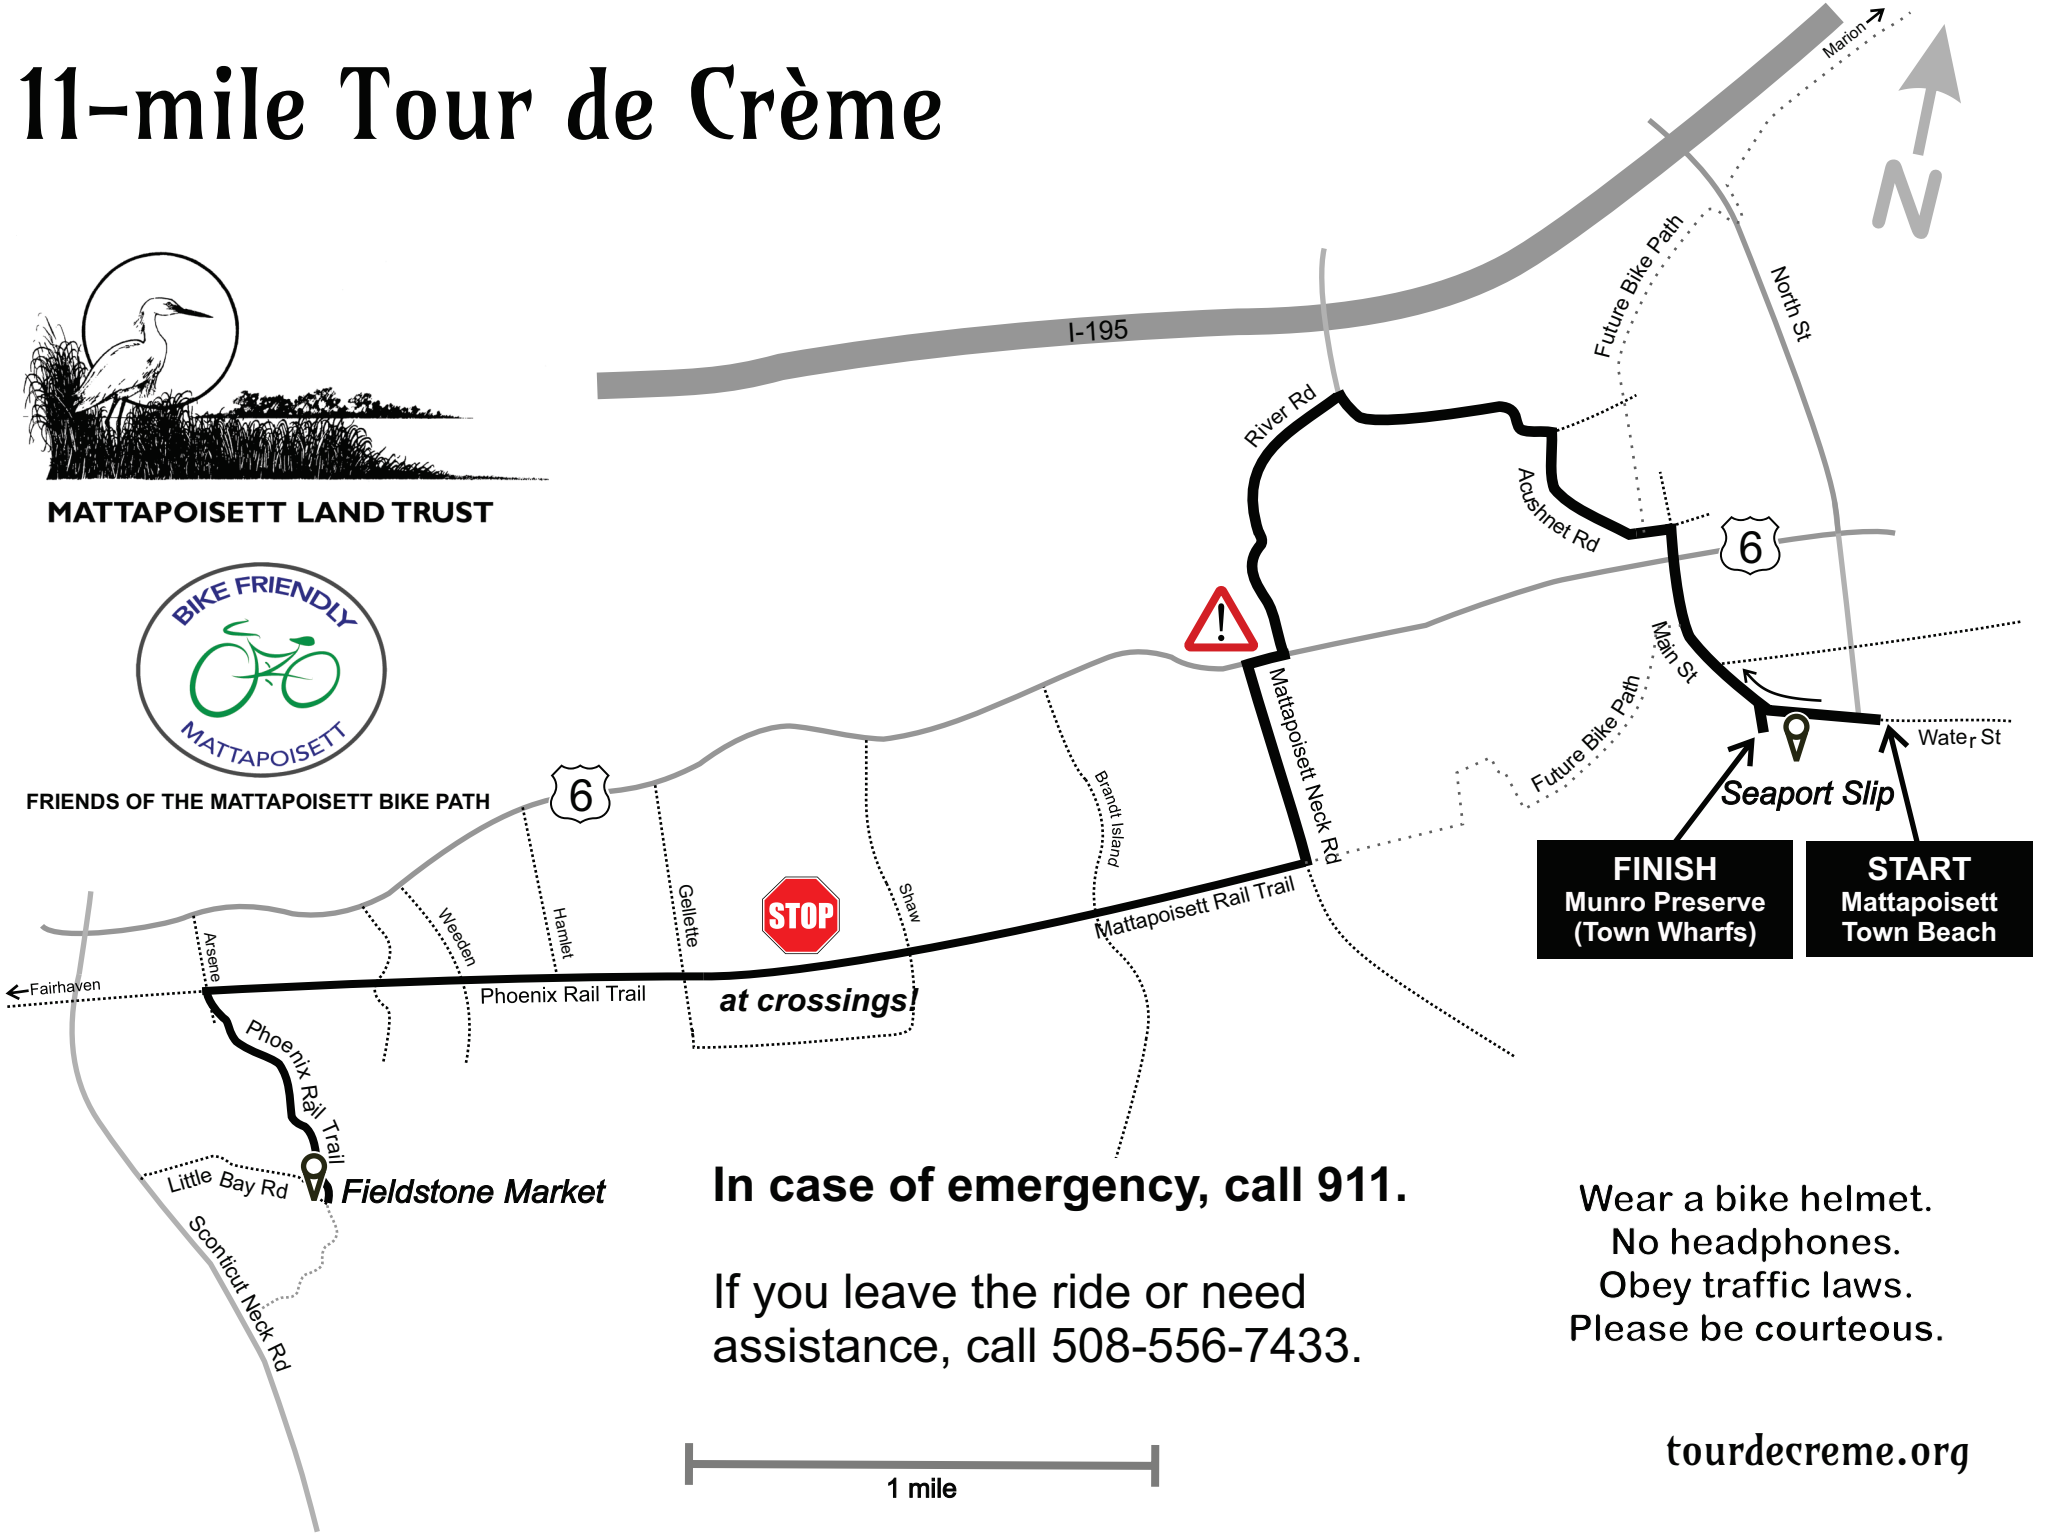 11-mile Tour de Crème
Marion
N
Future Bike Path
North St
I-195
River Rd
MATTAPOISETT LAND TRUST
Acushnet Rd
6
BIKE FRIENDLY
MATTAPOISETT
FRIENDS OF THE MATTAPOISETT BIKE PATH
!
Main St
Mattapoisett Neck Rd
Future Bike Path
Water St
Seaport Slip
6
Brandt Island
FINISH
Munro Preserve
(Town Wharfs)
START
Mattapoisett
Town Beach
Arsene
Weeden
Hamlet
Gellette
STOP
at crossings!
Shaw
Mattapoisett Rail Trail
Fairhaven
Phoenix Rail Trail
Phoenix Rail Trail
Little Bay Rd
Fieldstone Market
Sconticut Neck Rd
In case of emergency, call 911.
If you leave the ride or need
assistance, call 508-556-7433.
Wear a bike helmet.
No headphones.
Obey traffic laws.
Please be courteous.
tourdecreme.org
1 mile